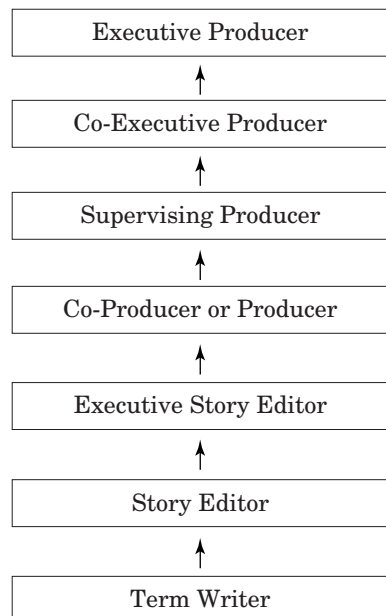 Executive Producer
Co-Executive Producer
Supervising Producer
Co-Producer or Producer
Executive Story Editor
Story Editor
Term Writer